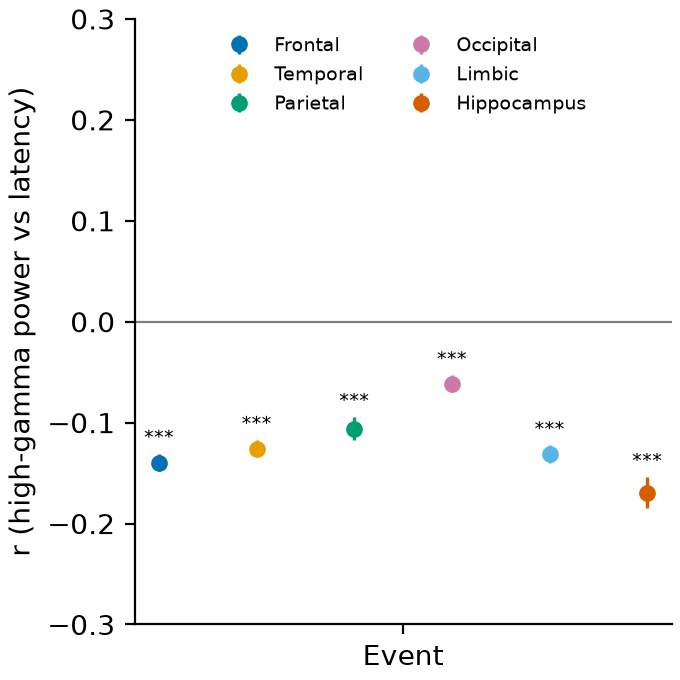 0.3
0.2
0.1
0.0
−0.1
−0.2
−0.3
r (high-gamma power vs latency)
Frontal
Temporal
Parietal
Occipital
Limbic
Hippocampus
***
***
***
***
***
***
Event